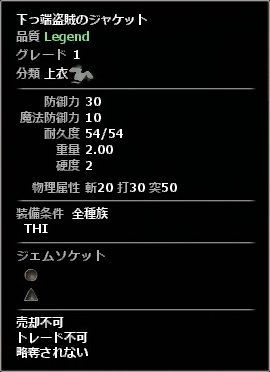 下っ端盗賊のジャケット
品質 Legend
グレード 1
分類 上衣
防御力 30
魔法防御力 10
耐久度 54/54
重量 2.00
硬度 2
物理属性 斬20 打30 突50
装備条件 全種族
THI
ジェムソケット
売却不可
トレード不可
略奪されない